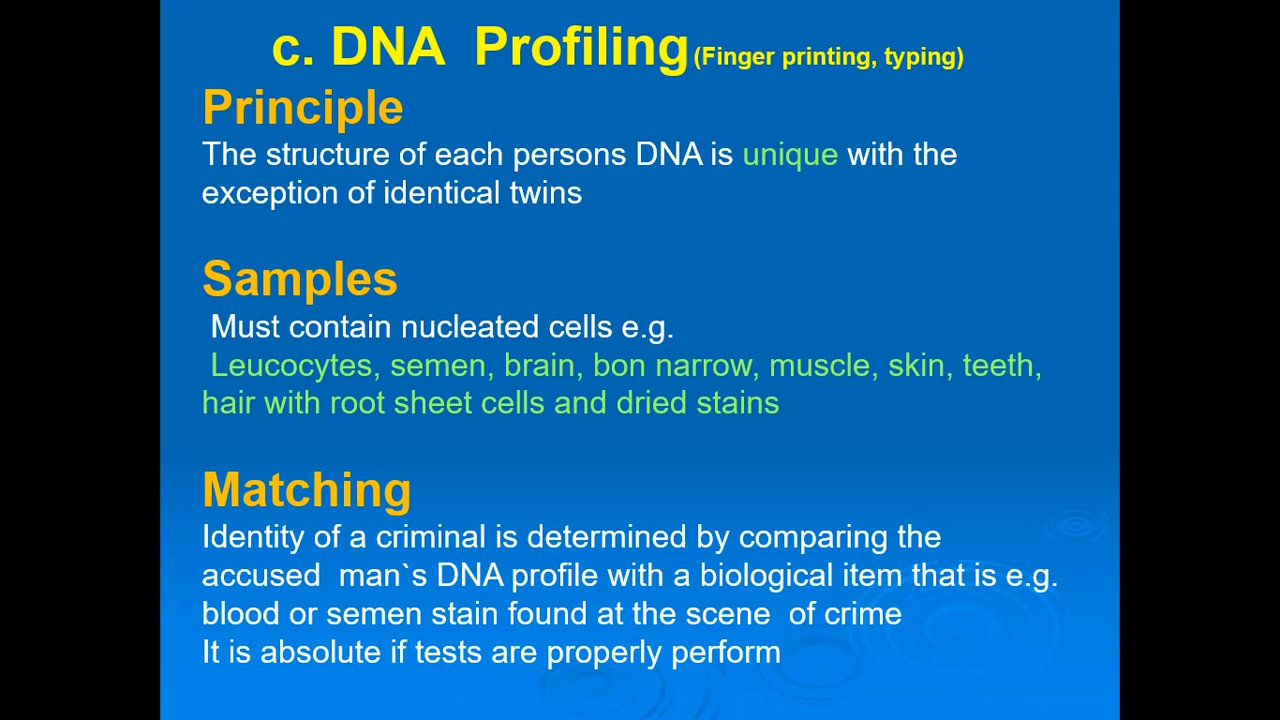 c. DNA Profiling (Finger printing, typing)
Principle
The structure of each persons DNA is unique with the
exception of identical twins
Samples
Must contain nucleated cells e.g.
Leucocytes, semen, brain, bon narrow, muscle, skin, teeth,
hair with root sheet cells and dried stains
Matching
Identity of a criminal is determined by comparing the
accused man`s DNA profile with a biological item that is e.g.
blood or semen stain found at the scene of crime
It is absolute if tests are properly perform